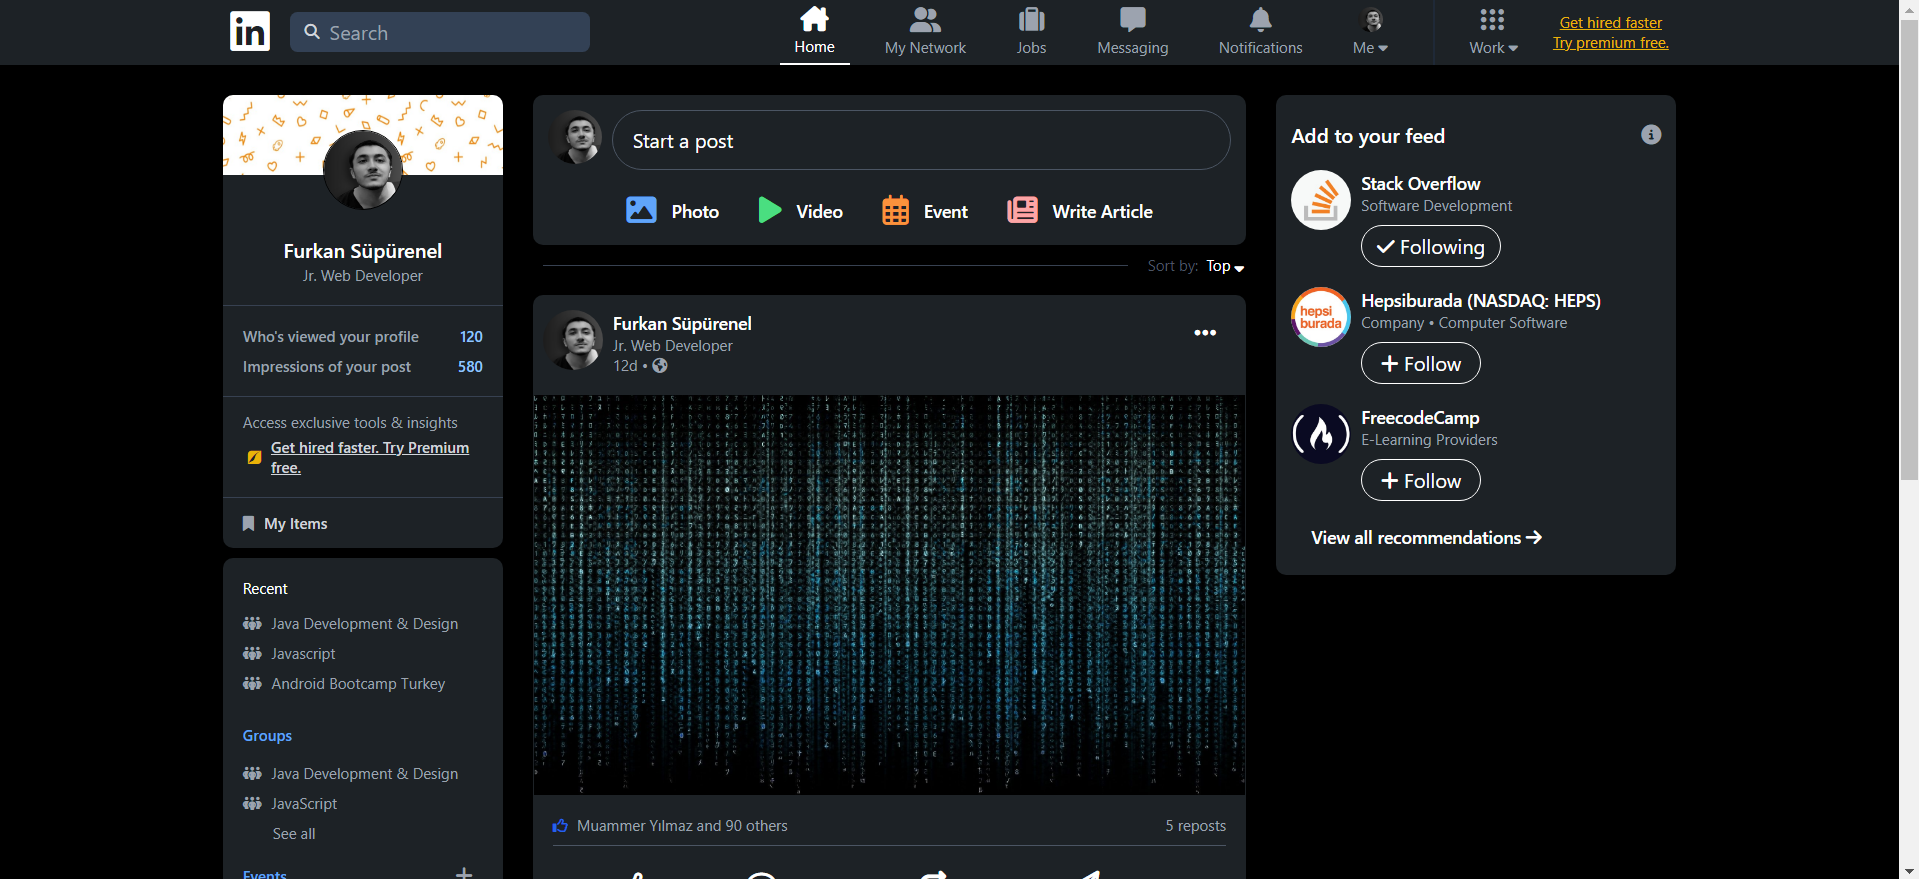 in
Search
Home
My Network
Jobs
Messaging
Notifications
Me
Work
Get hired faster
Try premium free.
Furkan Süpürenel
Jr. Web Developer
Who's viewed your profile 120
Impressions of your post 580
Access exclusive tools & insights
Get hired faster. Try Premium
free.
My Items
Recent
Java Development & Design
Javascript
Android Bootcamp Turkey
Groups
Java Development & Design
JavaScript
See all
Events
Start a post
Photo
Video
Event
Write Article
Sort by: Top
Furkan Süpürenel
Jr. Web Developer
12d •
Muammer Yılmaz and 90 others
5 reposts
Add to your feed
Stack Overflow
Software Development
Following
hepsi
burada
Hepsiburada (NASDAQ: HEPS)
Company • Computer Software
Follow
FreecodeCamp
E-Learning Providers
Follow
View all recommendations